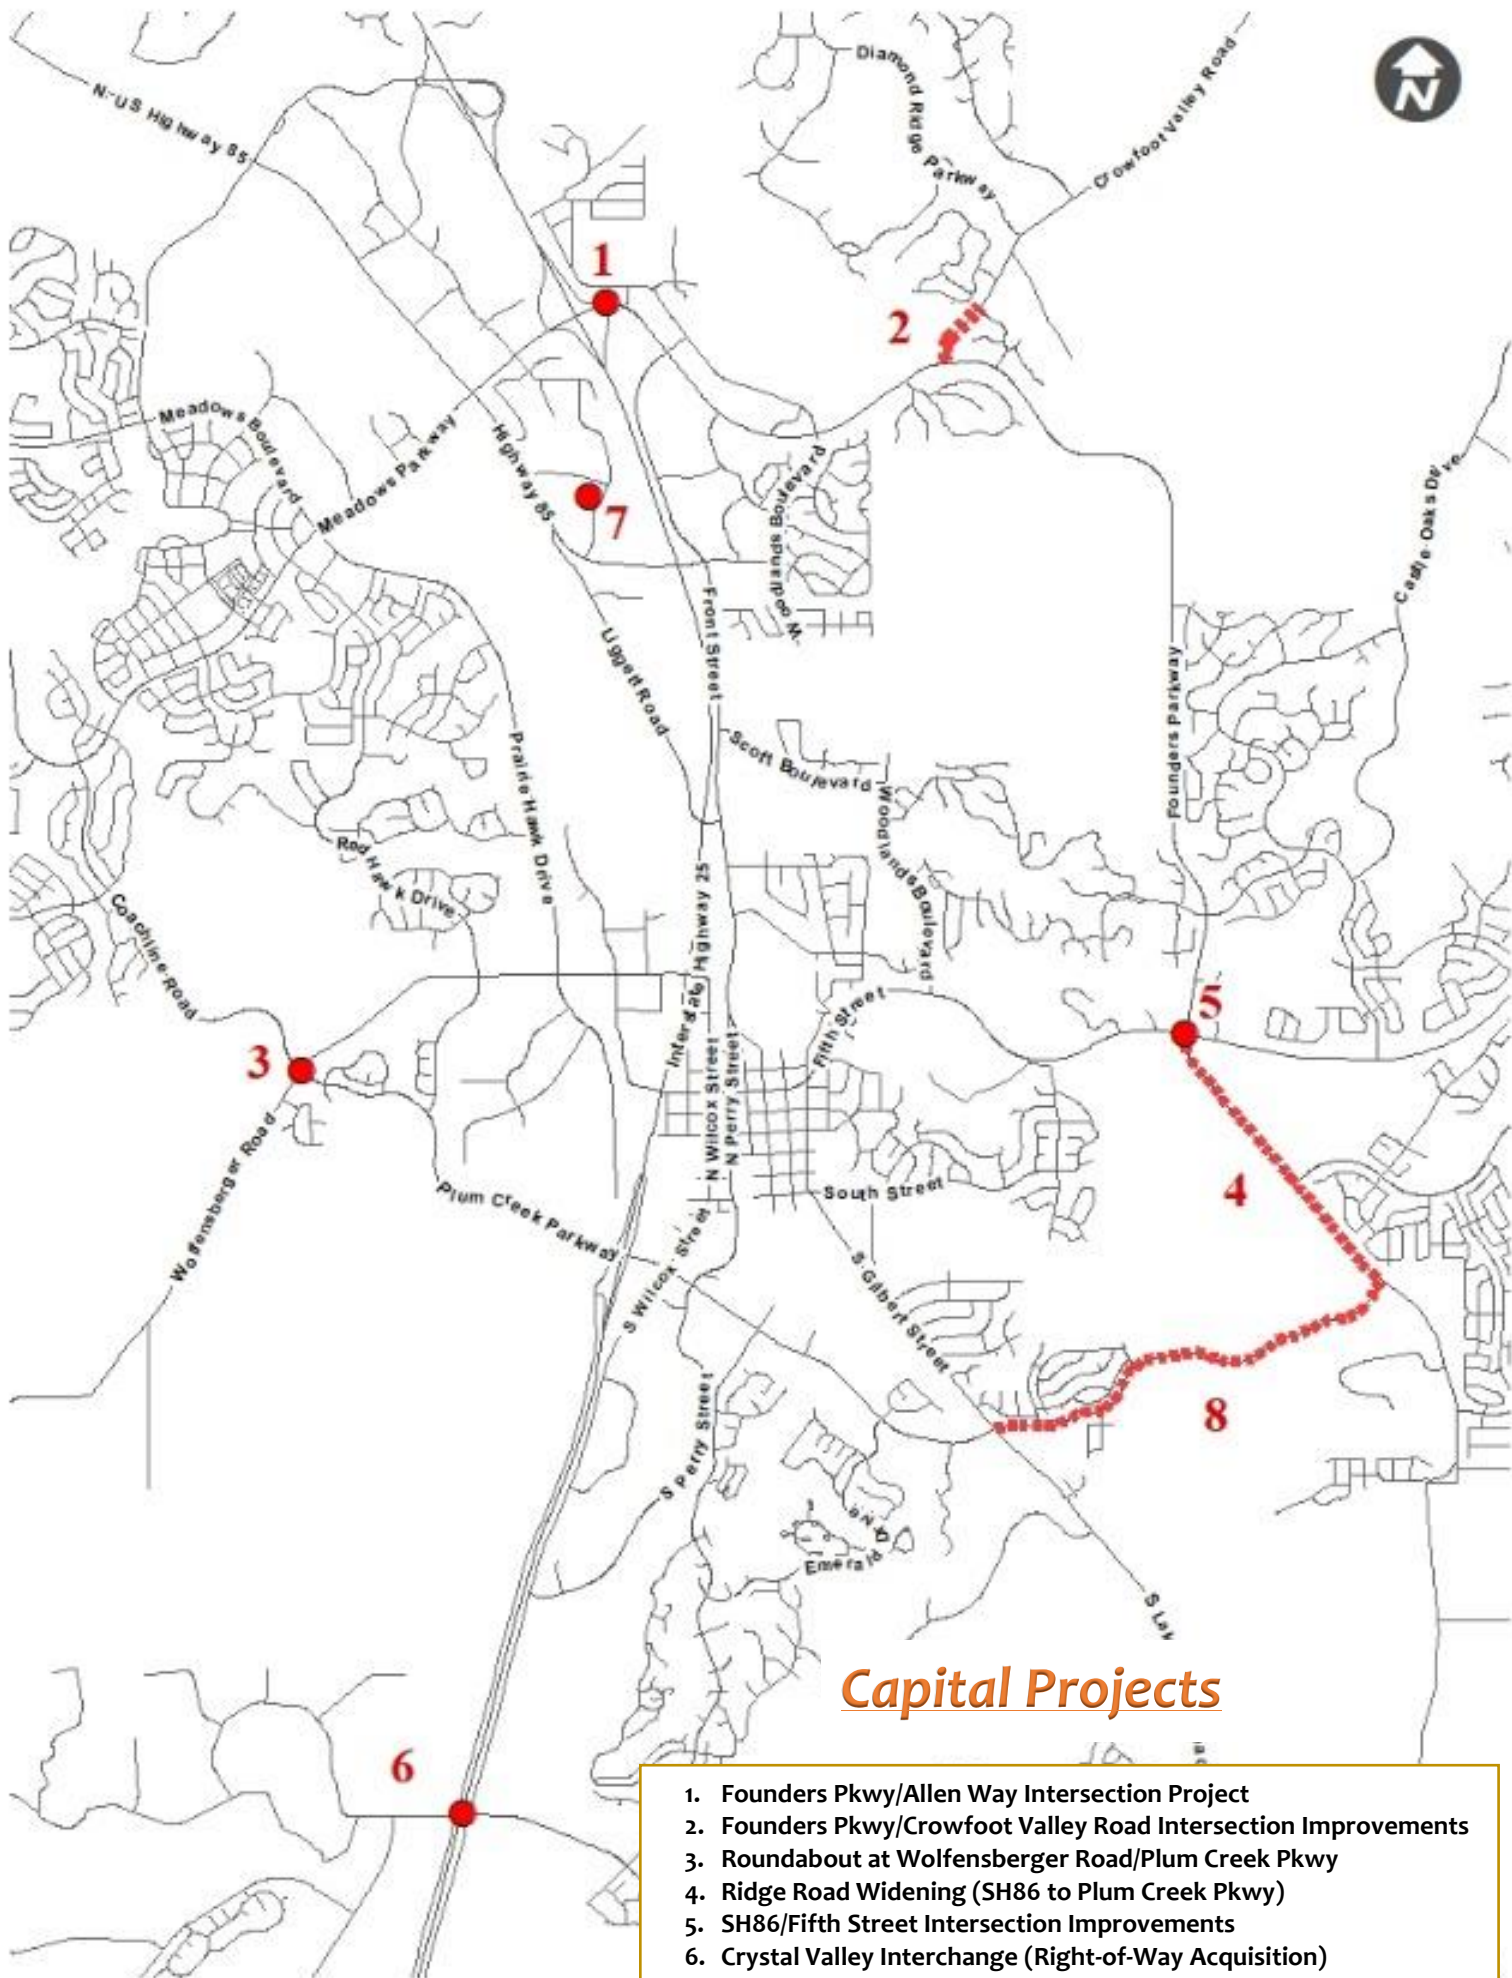 N
Diamond Ridge Parkway
Crowfoot Valley Road
N US Highway 85
1
2
Meadows Boulevard
Meadows Parkway
Highway 85
7
Woodlands Boulevard
Castle Oaks Drive
Front Street
Liggett Road
Founders Parkway
Scott Boulevard
Prairie Hawk Drive
Woodlands Boulevard
Red Hawk Drive
Interstate Highway 25
Coachline Road
Fifth Street
5
3
N Wilcox Street
N Perry Street
Wolfensberger Road
Plum Creek Parkway
South Street
4
S Wilcox Street
S Gilbert Street
S Perry Street
8
Emerald Drive
S Lak
Capital Projects
6
1. Founders Pkwy/Allen Way Intersection Project
2. Founders Pkwy/Crowfoot Valley Road Intersection Improvements
3. Roundabout at Wolfensberger Road/Plum Creek Pkwy
4. Ridge Road Widening (SH86 to Plum Creek Pkwy)
5. SH86/Fifth Street Intersection Improvements
6. Crystal Valley Interchange (Right-of-Way Acquisition)